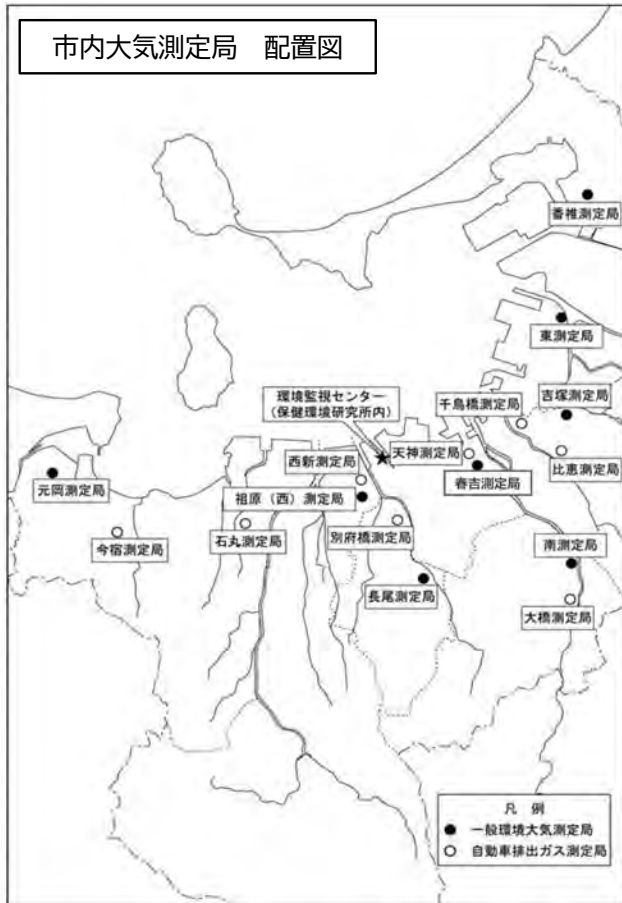 市内大気測定局　配置図
香椎測定局
東測定局
環境監視センター
(保健環境研究所内)
千鳥橋測定局
吉塚測定局
西新測定局
天神測定局
比恵測定局
元岡測定局
祖原（西）測定局
春吉測定局
今宿測定局
石丸測定局
別府橋測定局
南測定局
長尾測定局
大橋測定局
凡　例
● 一般環境大気測定局
○ 自動車排出ガス測定局